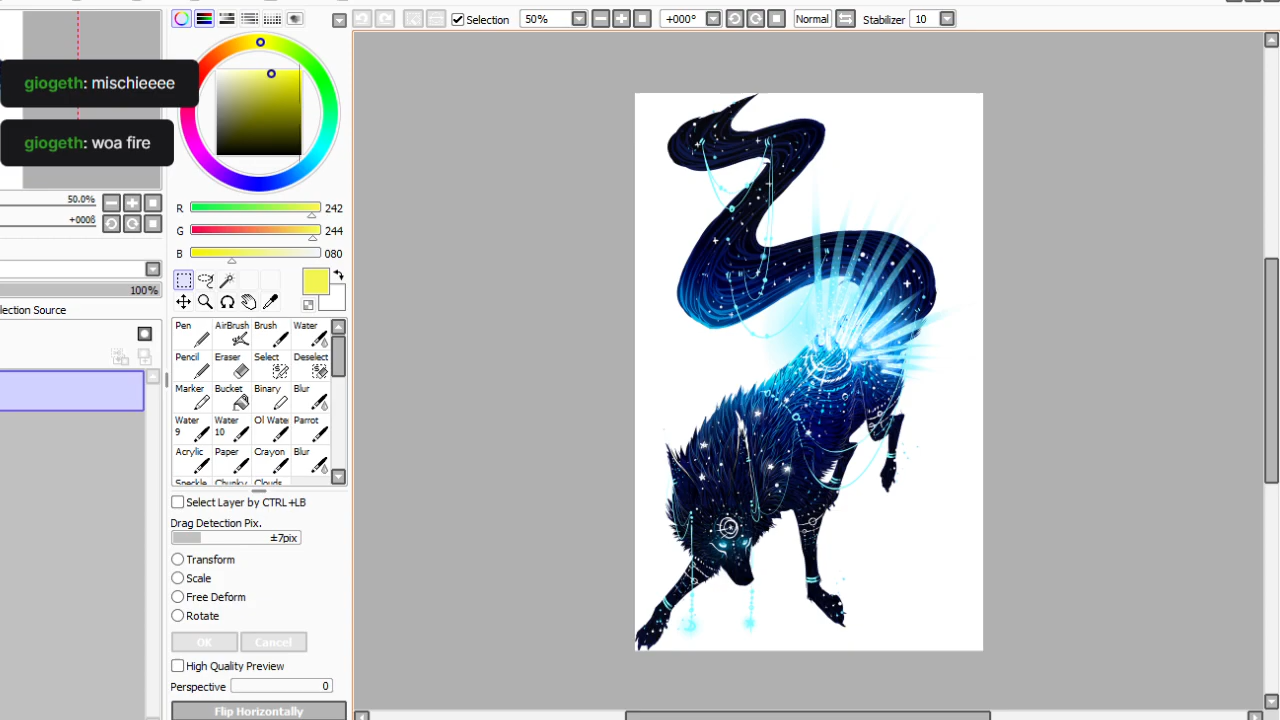 Selection
50%
+000°
Normal
Stabilizer
10
giogeth: mischieeee
giogeth: woa fire
50.0%
R
242
G
244
B
080
100%
lection Source
Pen
AirBrush
Brush
Water
Pencil
Eraser
Select
Deselect
Marker
Bucket
Binary
Blur
Water 9
Water 10
Ol Wate
Parrot
Acrylic
Paper
Crayon
Blur
Speckle
Chunky
Clouds
Select Layer by CTRL+LB
Drag Detection Pix.
±7pix
Transform
Scale
Free Deform
Rotate
OK
Cancel
High Quality Preview
Perspective
0
Flip Horizontally